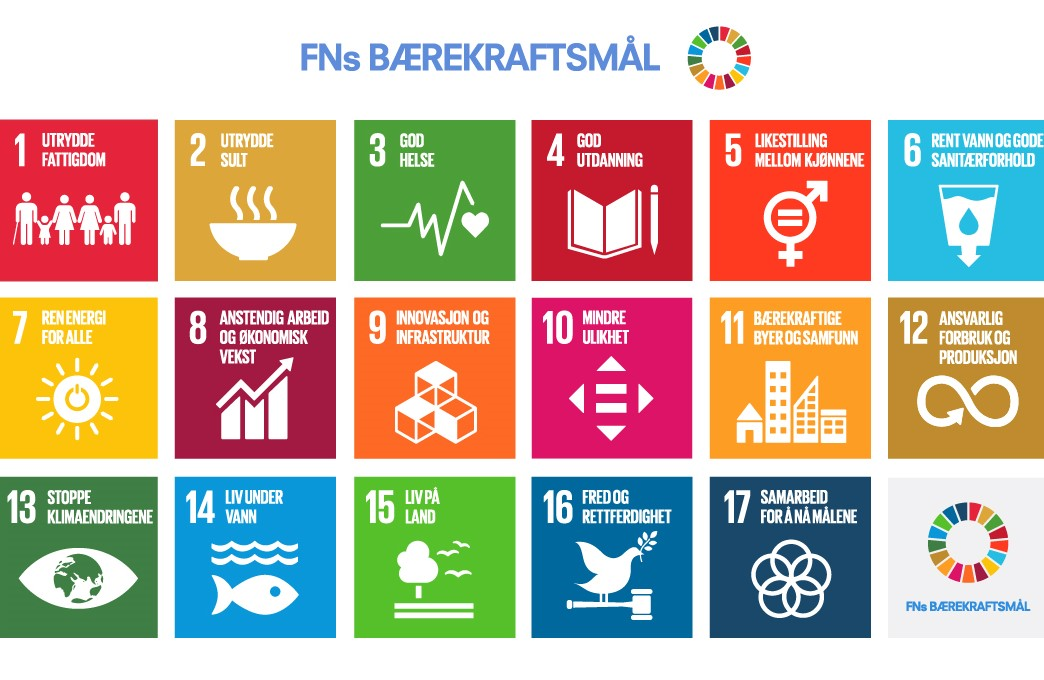 FNs BÆREKRAFTSMÅL
1 UTRYDDE
FATTIGDOM
2 UTRYDDE
SULT
3 GOD
HELSE
4 GOD
UTDANNING
5 LIKESTILLING
MELLOM KJØNNENE
6 RENT VANN OG GODE
SANITÆRFORHOLD
7 REN ENERGI
FOR ALLE
8 ANSTENDIG ARBEID
OG ØKONOMISK
VEKST
9 INNOVASJON OG
INFRASTRUKTUR
10 MINDRE
ULIKHET
11 BÆREKRAFTIGE
BYER OG SAMFUNN
12 ANSVARLIG
FORBRUK OG
PRODUKSJON
13 STOPPE
KLIMAENDRINGENE
14 LIV UNDER
VANN
15 LIV PÅ
LAND
16 FRED OG
RETTFERDIGHET
17 SAMARBEID
FOR Å NÅ MÅLENE
FNs BÆREKRAFTSMÅL